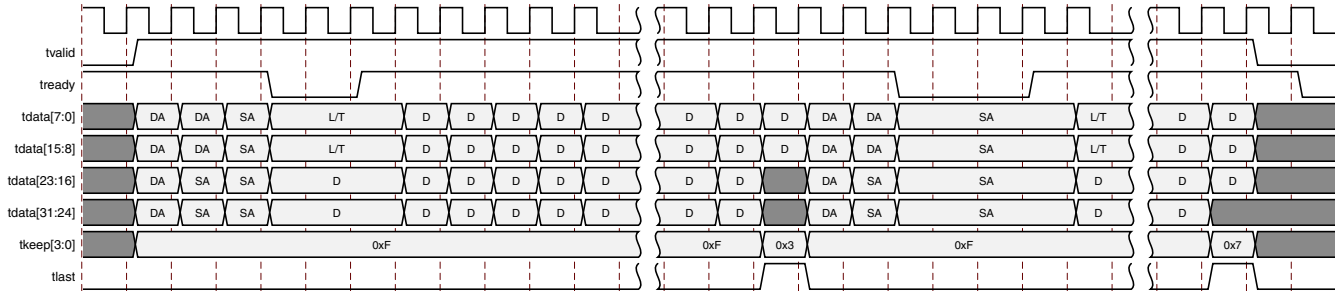 tvalid
tready
tdata[7:0] DA DA SA L/T D D D D D D D D DA DA SA L/T D D
tdata[15:8] DA DA SA L/T D D D D D D D D DA DA SA L/T D D
tdata[23:16] DA SA SA D D D D D D D D DA SA SA D D D
tdata[31:24] DA SA SA D D D D D D D D DA SA SA D D
tkeep[3:0] 0xF 0xF 0x3 0xF 0x7
tlast